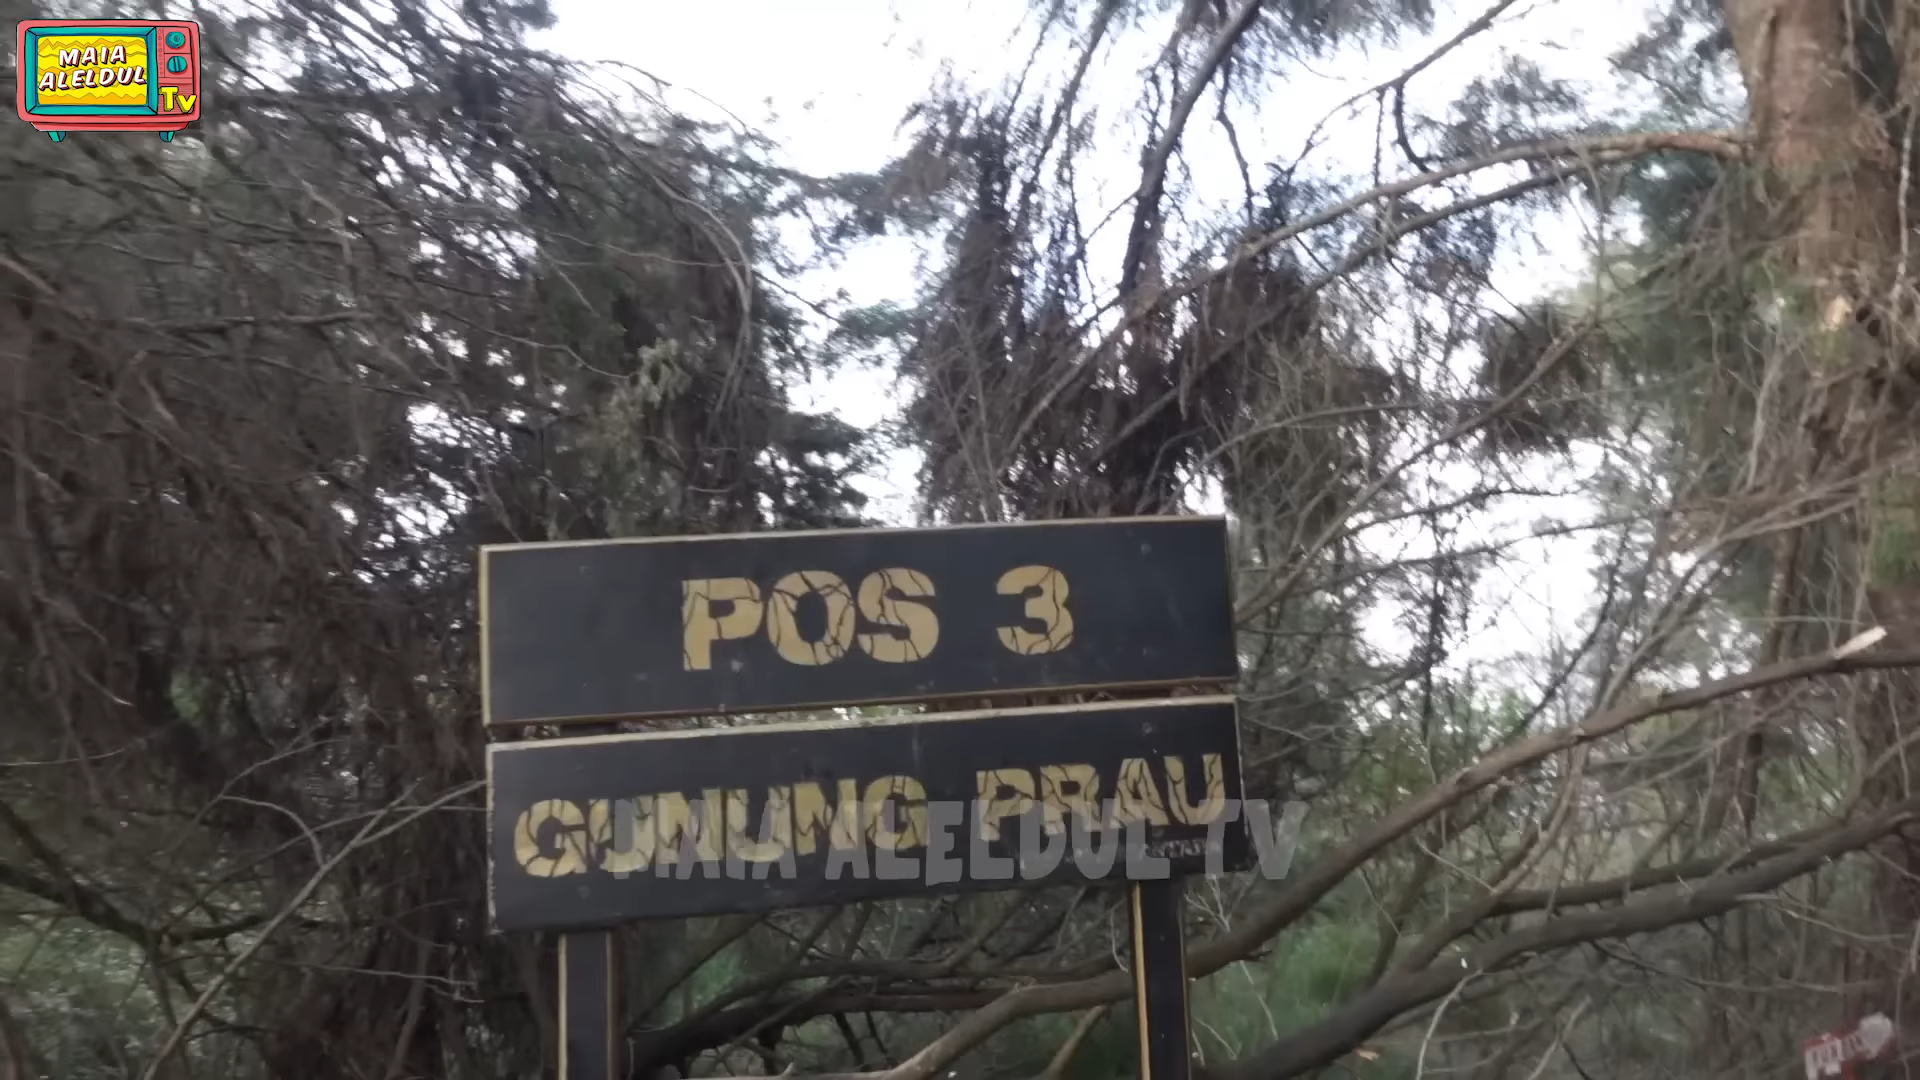 MAIA
ALELDUL
TV
POS 3
GUNUNG PRAU
MAIA ALELDUL TV